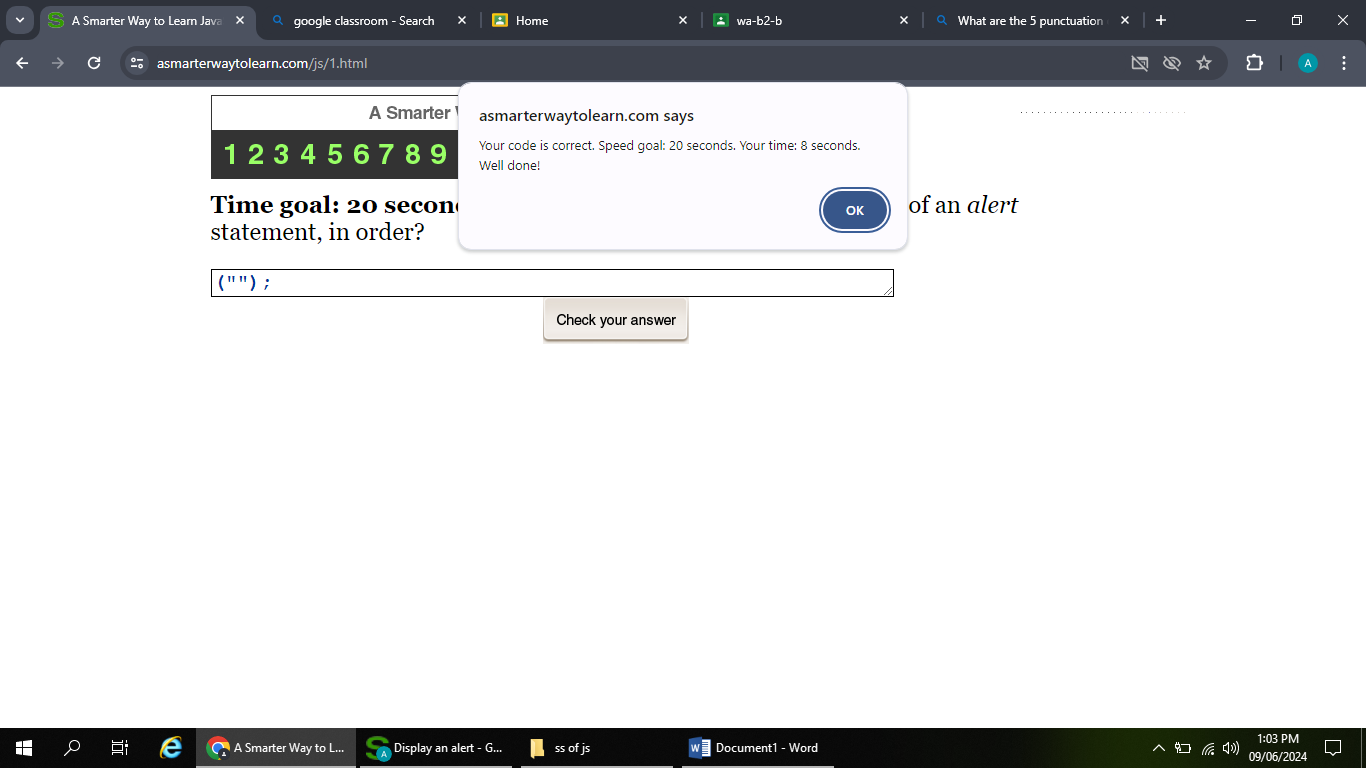 A Smarter Way to Learn Java
google classroom - Search
Home
wa-b2-b
What are the 5 punctuation
asmarterwaytolearn.com/js/1.html
A
A Smarter
1 2 3 4 5 6 7 8 9
asmarterwaytolearn.com says
Your code is correct. Speed goal: 20 seconds. Your time: 8 seconds.
Well done!
OK
Time goal: 20 secon of an alert
statement, in order?
("");
Check your answer
A Smarter Way to L...
Display an alert - G...
ss of js
Document1 - Word
1:03 PM
09/06/2024